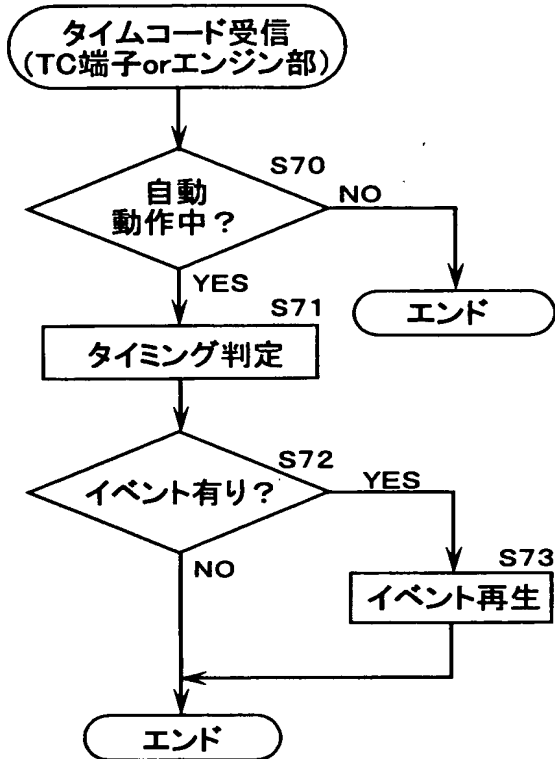 タイムコード受信
(TC端子orエンジン部)
S70
自動
動作中?
NO
YES
エンド
S71
タイミング判定
S72
イベント有り?
YES
NO
S73
イベント再生
エンド